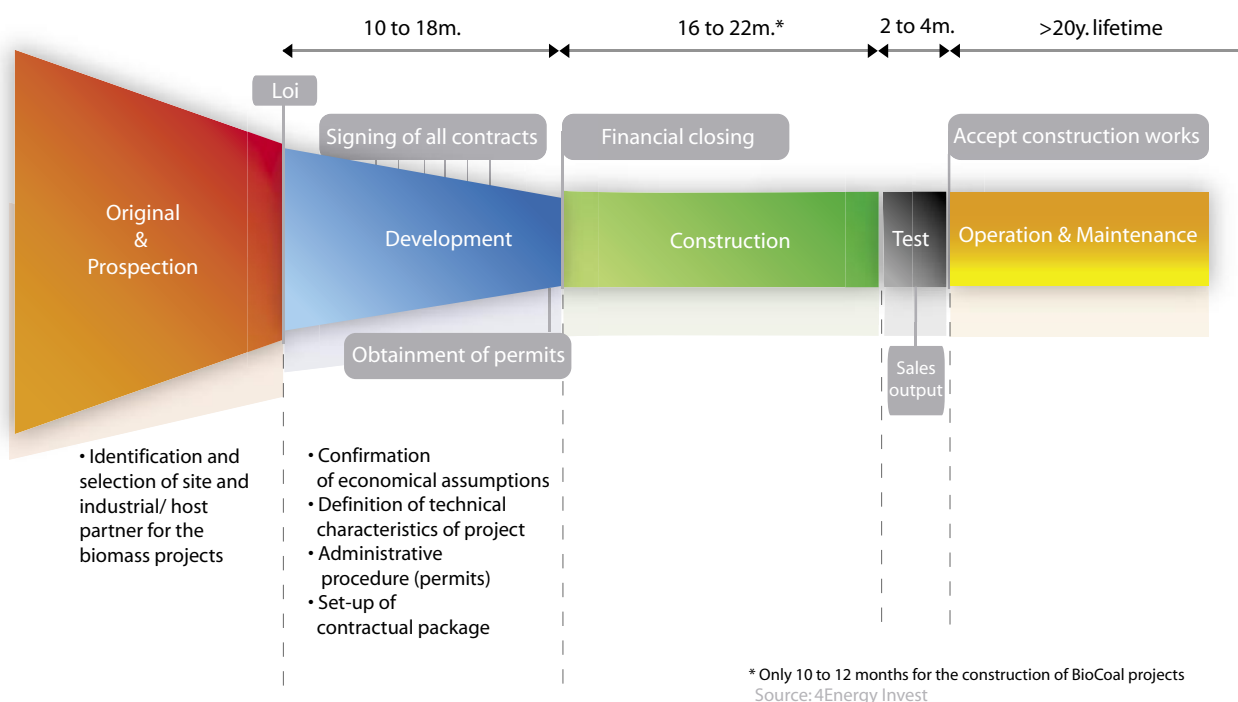 10 to 18m.
16 to 22m.*
2 to 4m.
>20y. lifetime
Loi
Signing of all contracts
Financial closing
Accept construction works
Original
&
Prospection
Development
Construction
Test
Operation & Maintenance
Obtainment of permits
Sales
output
• Identification and
selection of site and
industrial/ host
partner for the
biomass projects
• Confirmation
of economical assumptions
• Definition of technical
characteristics of project
• Administrative
procedure (permits)
• Set-up of
contractual package
* Only 10 to 12 months for the construction of BioCoal projects
Source: 4Energy Invest